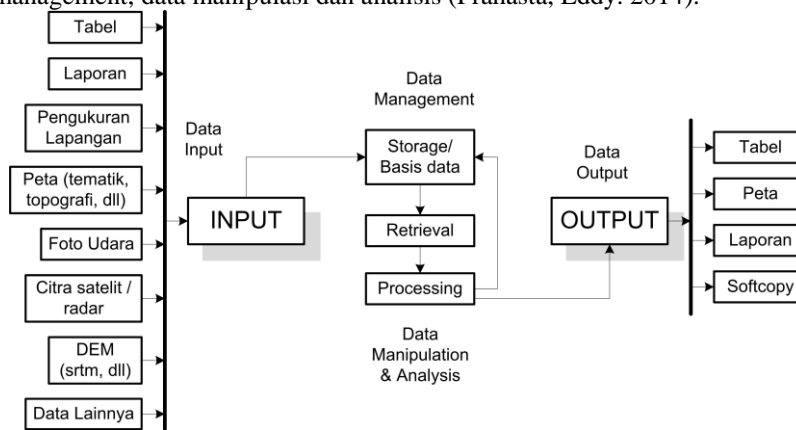 management, data manipulasi dan analisis (Prahasta, Eddy. 2014).
Tabel
Laporan
Pengukuran
Lapangan
Peta (tematik,
topografi, dll)
Foto Udara
Citra satelit /
radar
DEM
(srtm, dll)
Data Lainnya
Data
Input
INPUT
Data
Management
Storage/
Basis data
Retrieval
Processing
Data
Manipulation
& Analysis
Data
Output
OUTPUT
Tabel
Peta
Laporan
Softcopy